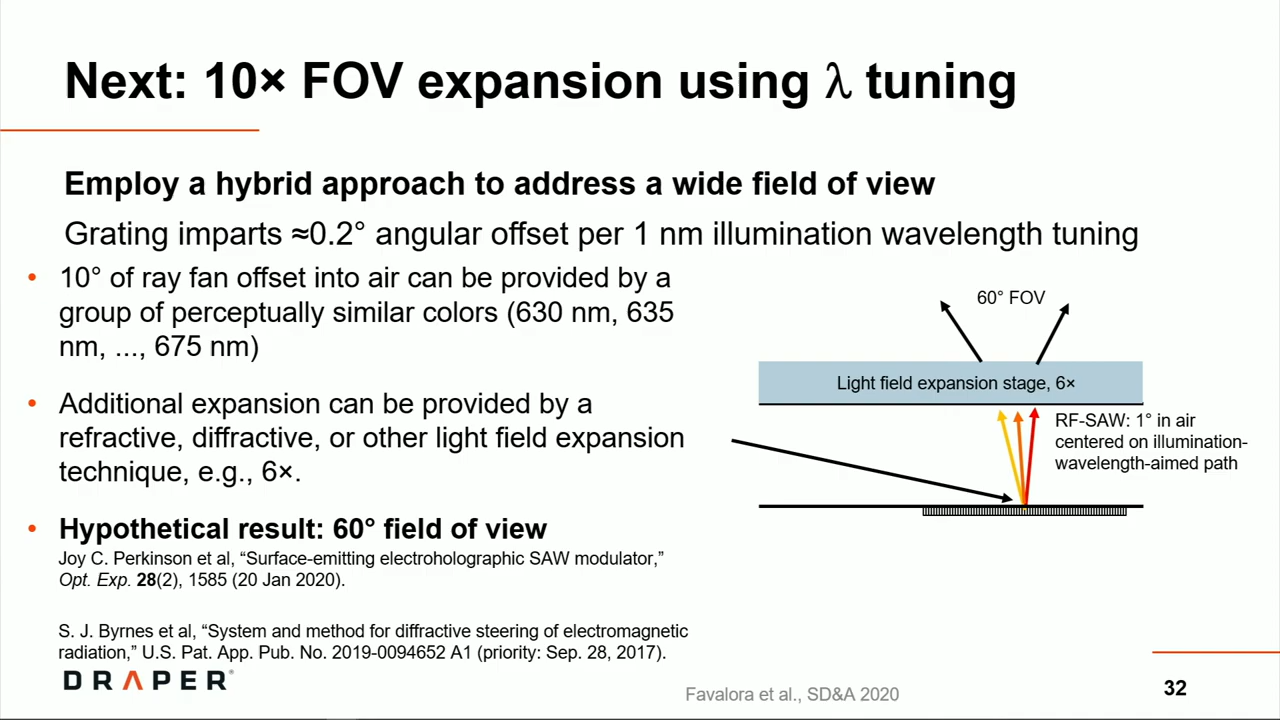 Next: 10× FOV expansion using λ tuning
Employ a hybrid approach to address a wide field of view
Grating imparts ≈0.2° angular offset per 1 nm illumination wavelength tuning
• 10° of ray fan offset into air can be provided by a
group of perceptually similar colors (630 nm, 635
nm, ..., 675 nm)
• Additional expansion can be provided by a
refractive, diffractive, or other light field expansion
technique, e.g., 6×.
• Hypothetical result: 60° field of view
Joy C. Perkinson et al, “Surface-emitting electroholographic SAW modulator,”
Opt. Exp. 28(2), 1585 (20 Jan 2020).
S. J. Byrnes et al, “System and method for diffractive steering of electromagnetic
radiation,” U.S. Pat. App. Pub. No. 2019-0094652 A1 (priority: Sep. 28, 2017).
60° FOV
Light field expansion stage, 6×
RF-SAW: 1° in air
centered on illumination-
wavelength-aimed path
DRAPER®
Favalora et al., SD&A 2020
32